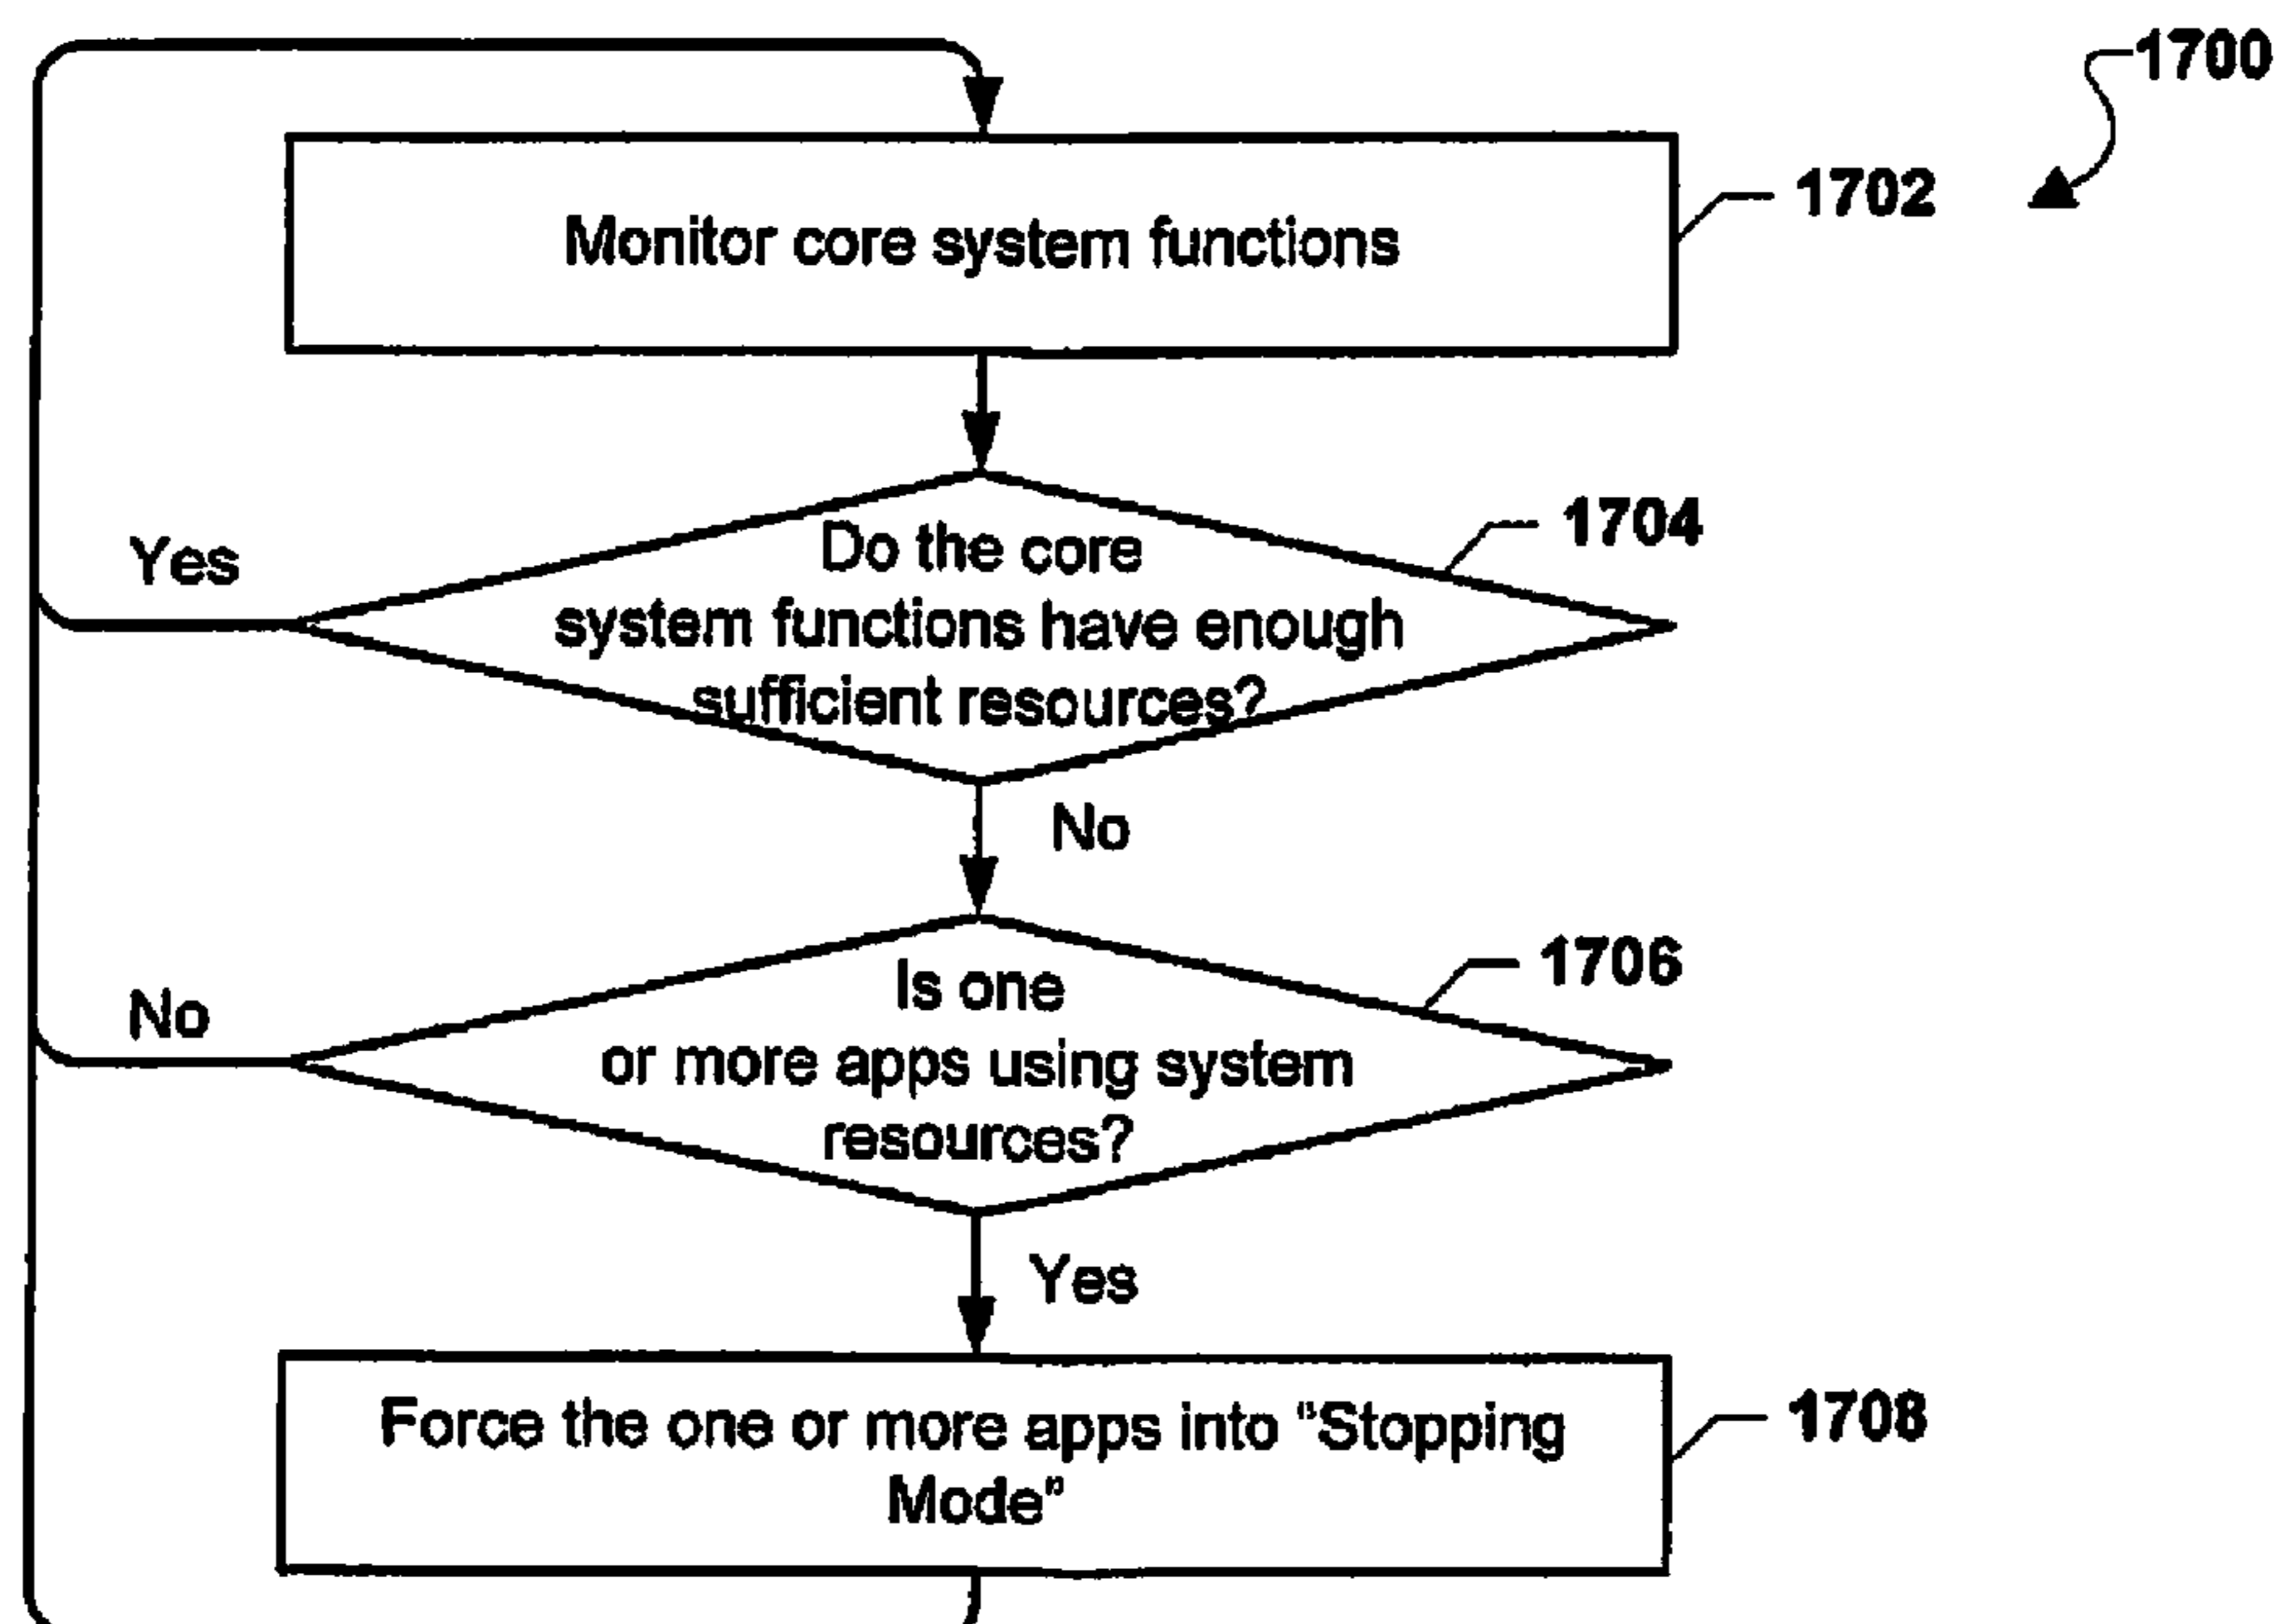 1700
Monitor core system functions
1702
Do the core
system functions have enough
sufficient resources?
1704
Yes
No
Is one
or more apps using system
resources?
1706
No
Yes
Force the one or more apps into "Stopping
Mode"
1708